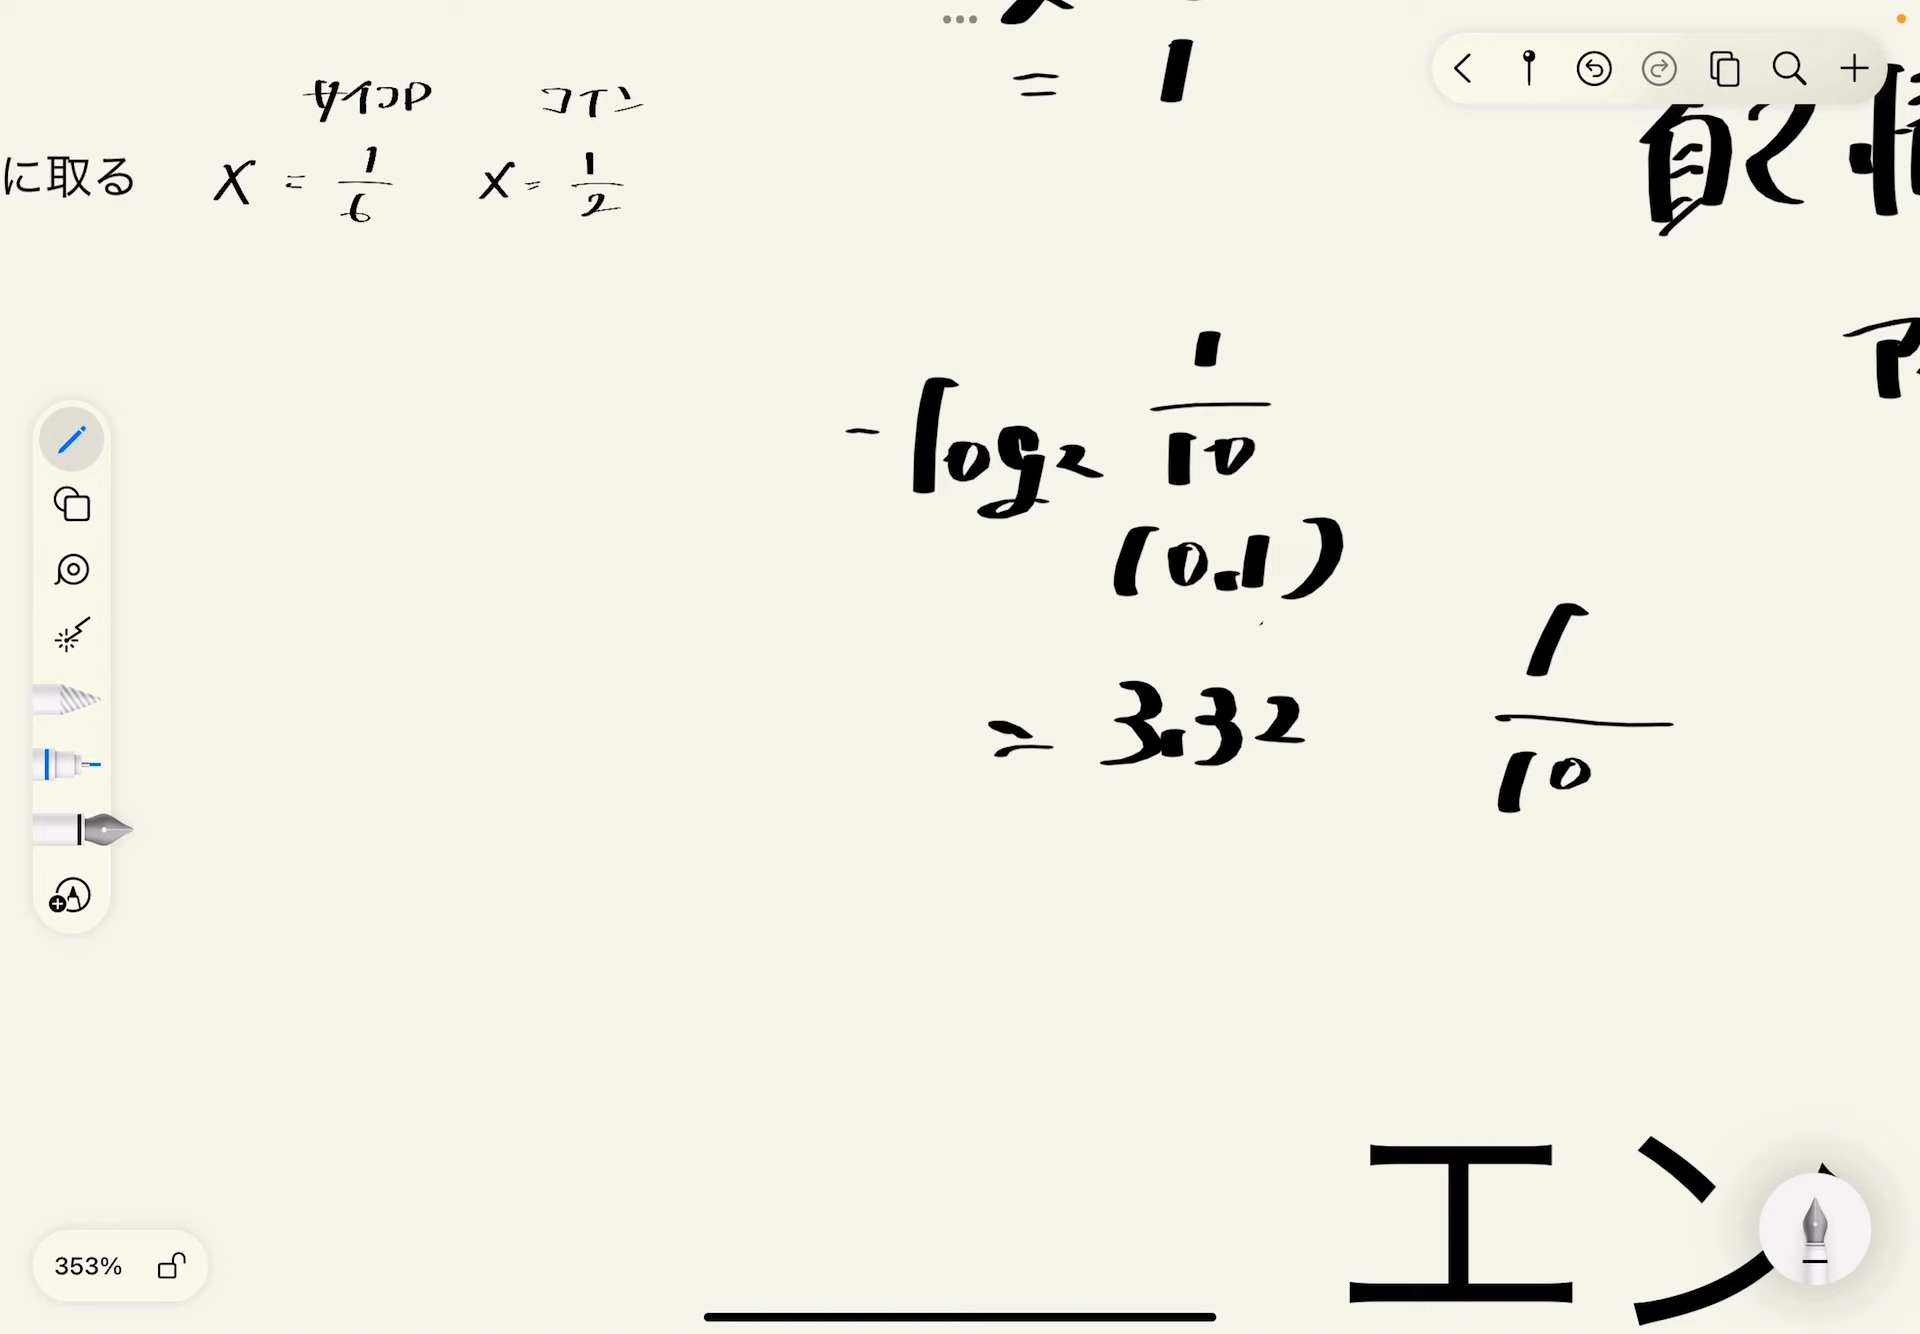 = 1
サイコロ コイン
に取る X = 1/6 X = 1/2
- log2 1/10
(0.1)
= 3.32
1/10
エン
353%